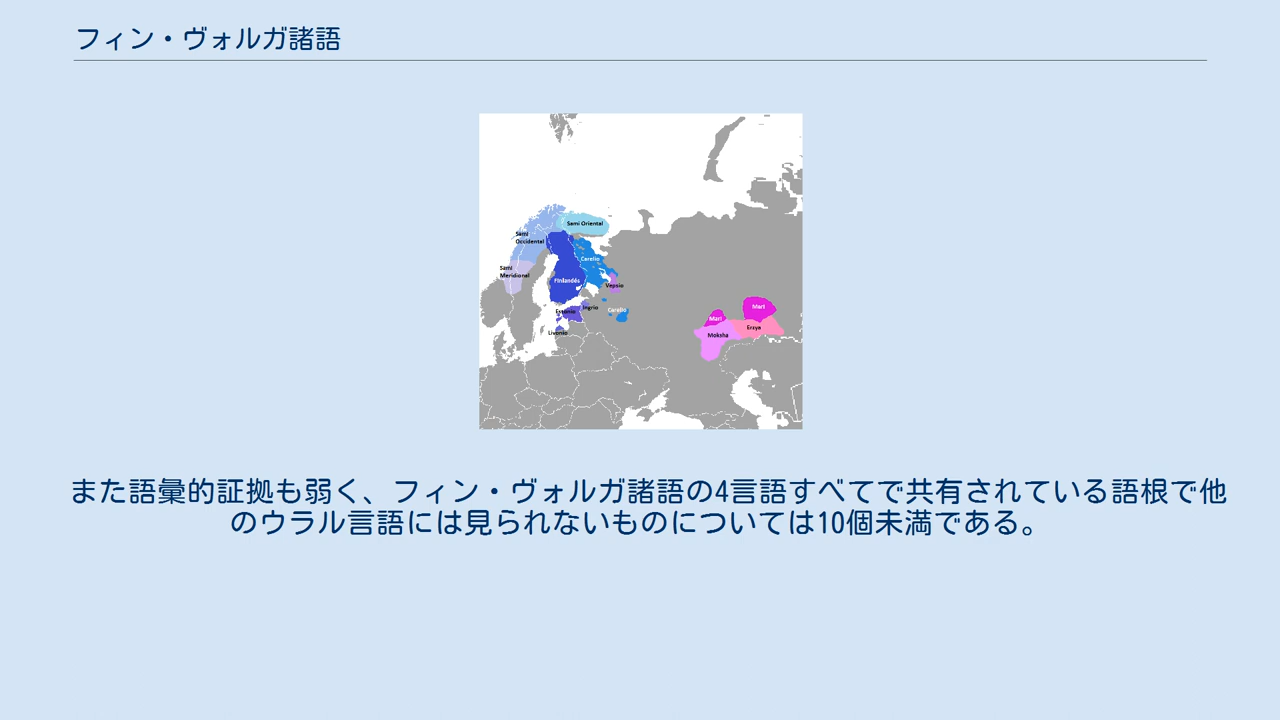 フィン・ヴォルガ諸語
Sami Oriental
Sami
Occidental
Carelio
Sami
Meridional
Finlandés
Vepsio
Estonio
Ingrio
Carelio
Livonio
Mari
Mari
Moksha
Erzya
また語彙的証拠も弱く、フィン・ヴォルガ諸語の4言語すべてで共有されている語根で他
のウラル言語には見られないものについては10個未満である。